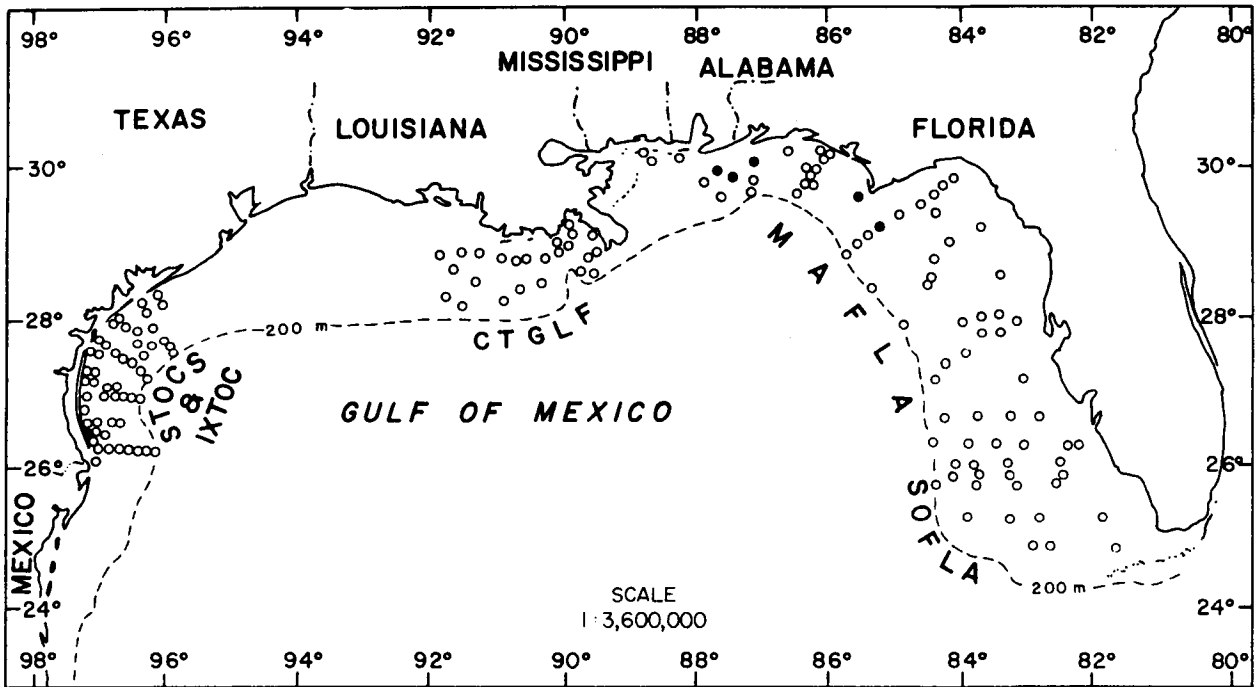 98° 96° 94° 92° 90° 88° 86° 84° 82° 80°
MISSISSIPPI ALABAMA
TEXAS LOUISIANA FLORIDA
30° 30°
MAFLA
28° 28°
200 m
CTGLF
STOCS
&
IXTOC
GULF OF MEXICO
26° 26°
SOFLA
MEXICO
200 m
24° 24°
SCALE
1:3,600,000
98° 96° 94° 92° 90° 88° 86° 84° 82° 80°